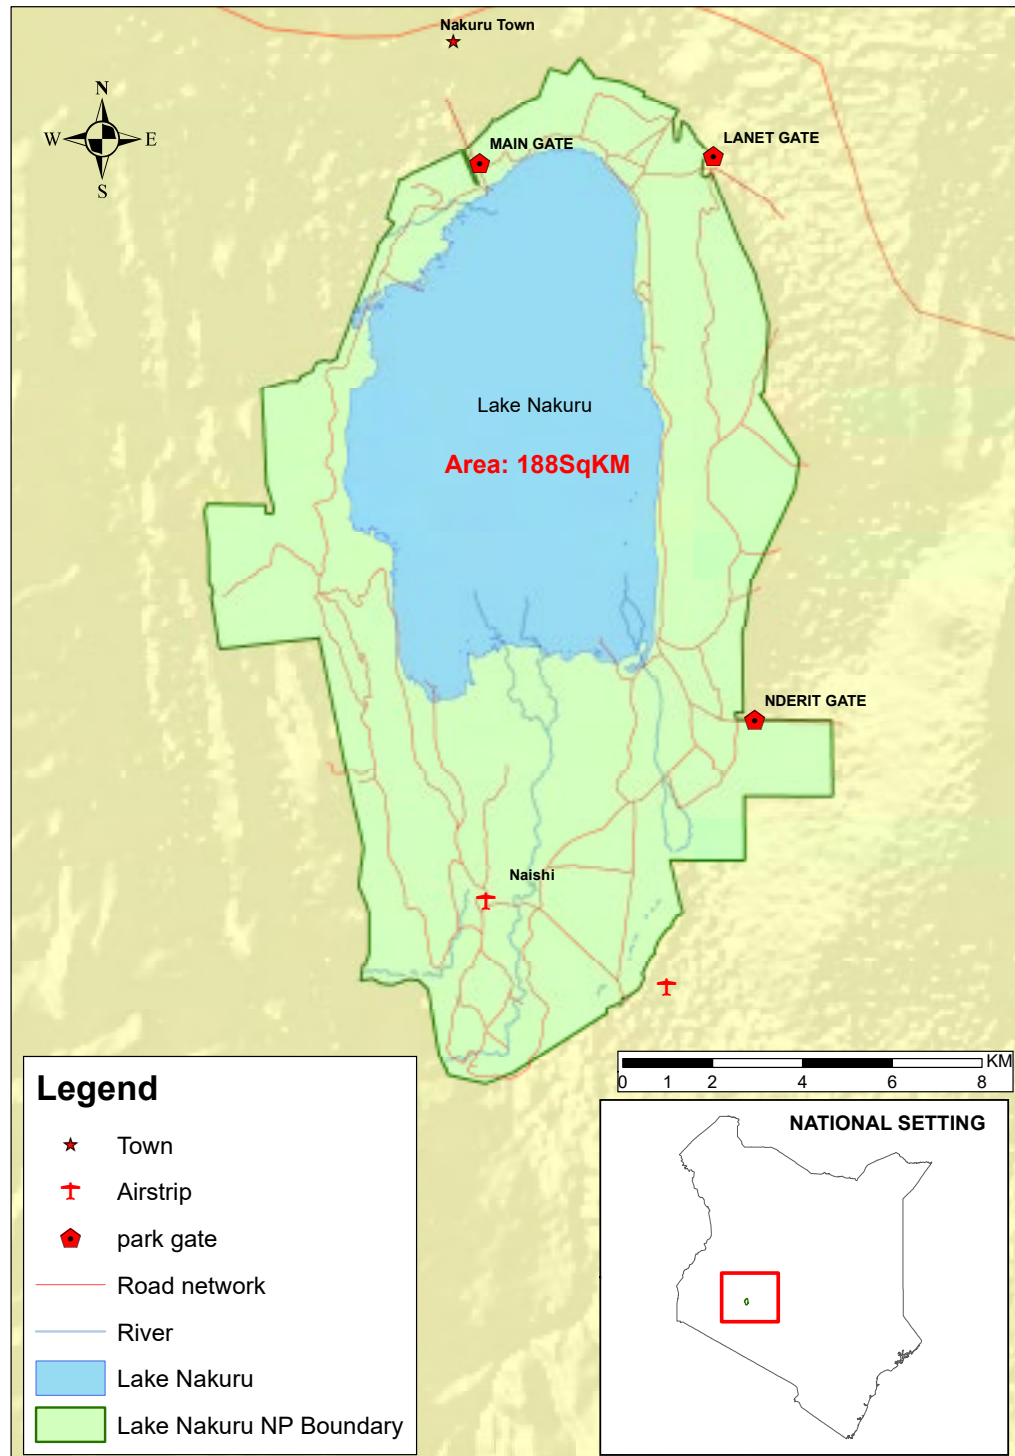 Nakuru Town
N
W E
S
MAIN GATE
LANET GATE
Lake Nakuru
Area: 188SqKM
NDERIT GATE
Naishi
KM
0 1 2 4 6 8
Legend
Town
Airstrip
park gate
Road network
River
Lake Nakuru
Lake Nakuru NP Boundary
NATIONAL SETTING